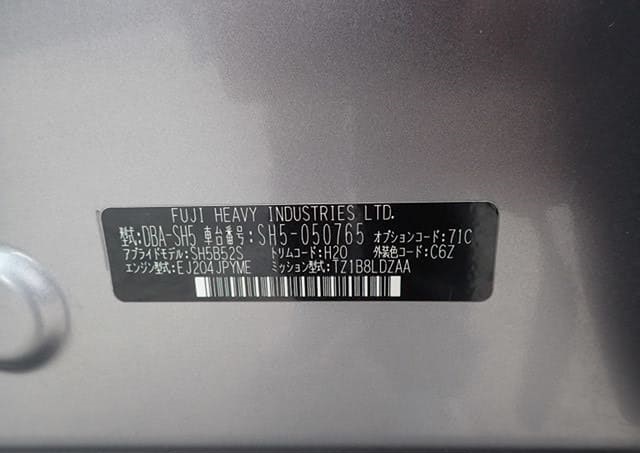 FUJI HEAVY INDUSTRIES LTD.
型式:DBA-SH5 車台番号:SH5-050765 オプションコード:71C
アプライドモデル:SH5B52S トリムコード:H20 外装色コード:C6Z
エンジン型式:EJ204JPYME ミッション型式:TZ1B8LDZAA